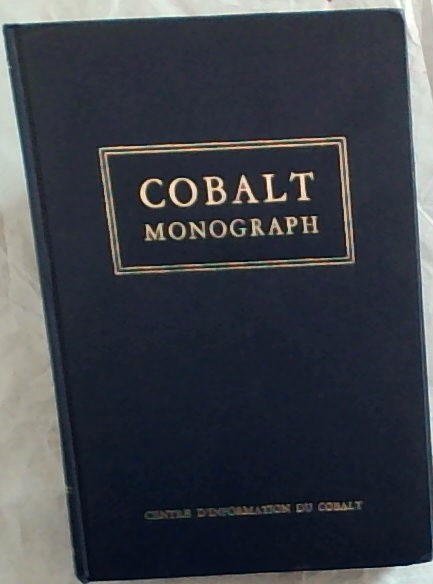 COBALT
MONOGRAPH
CENTRE D'INFORMATION DU COBALT